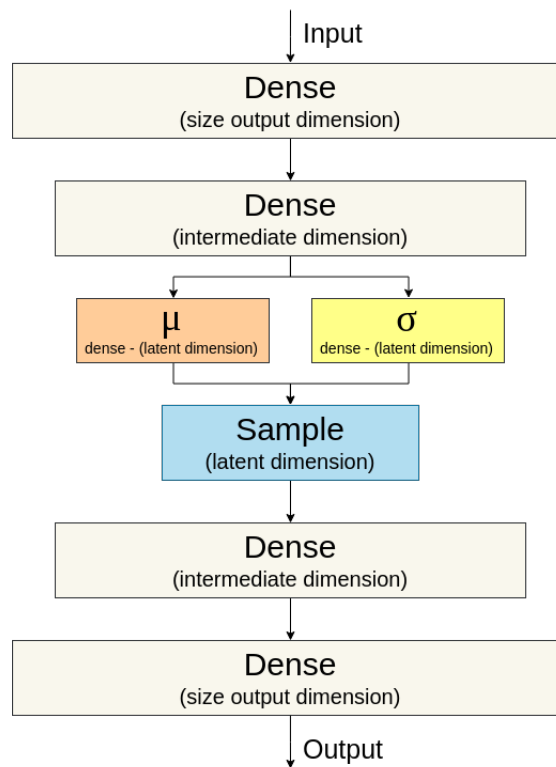 Input
Dense
(size output dimension)
Dense
(intermediate dimension)
μ
dense - (latent dimension)
σ
dense - (latent dimension)
Sample
(latent dimension)
Dense
(intermediate dimension)
Dense
(size output dimension)
Output